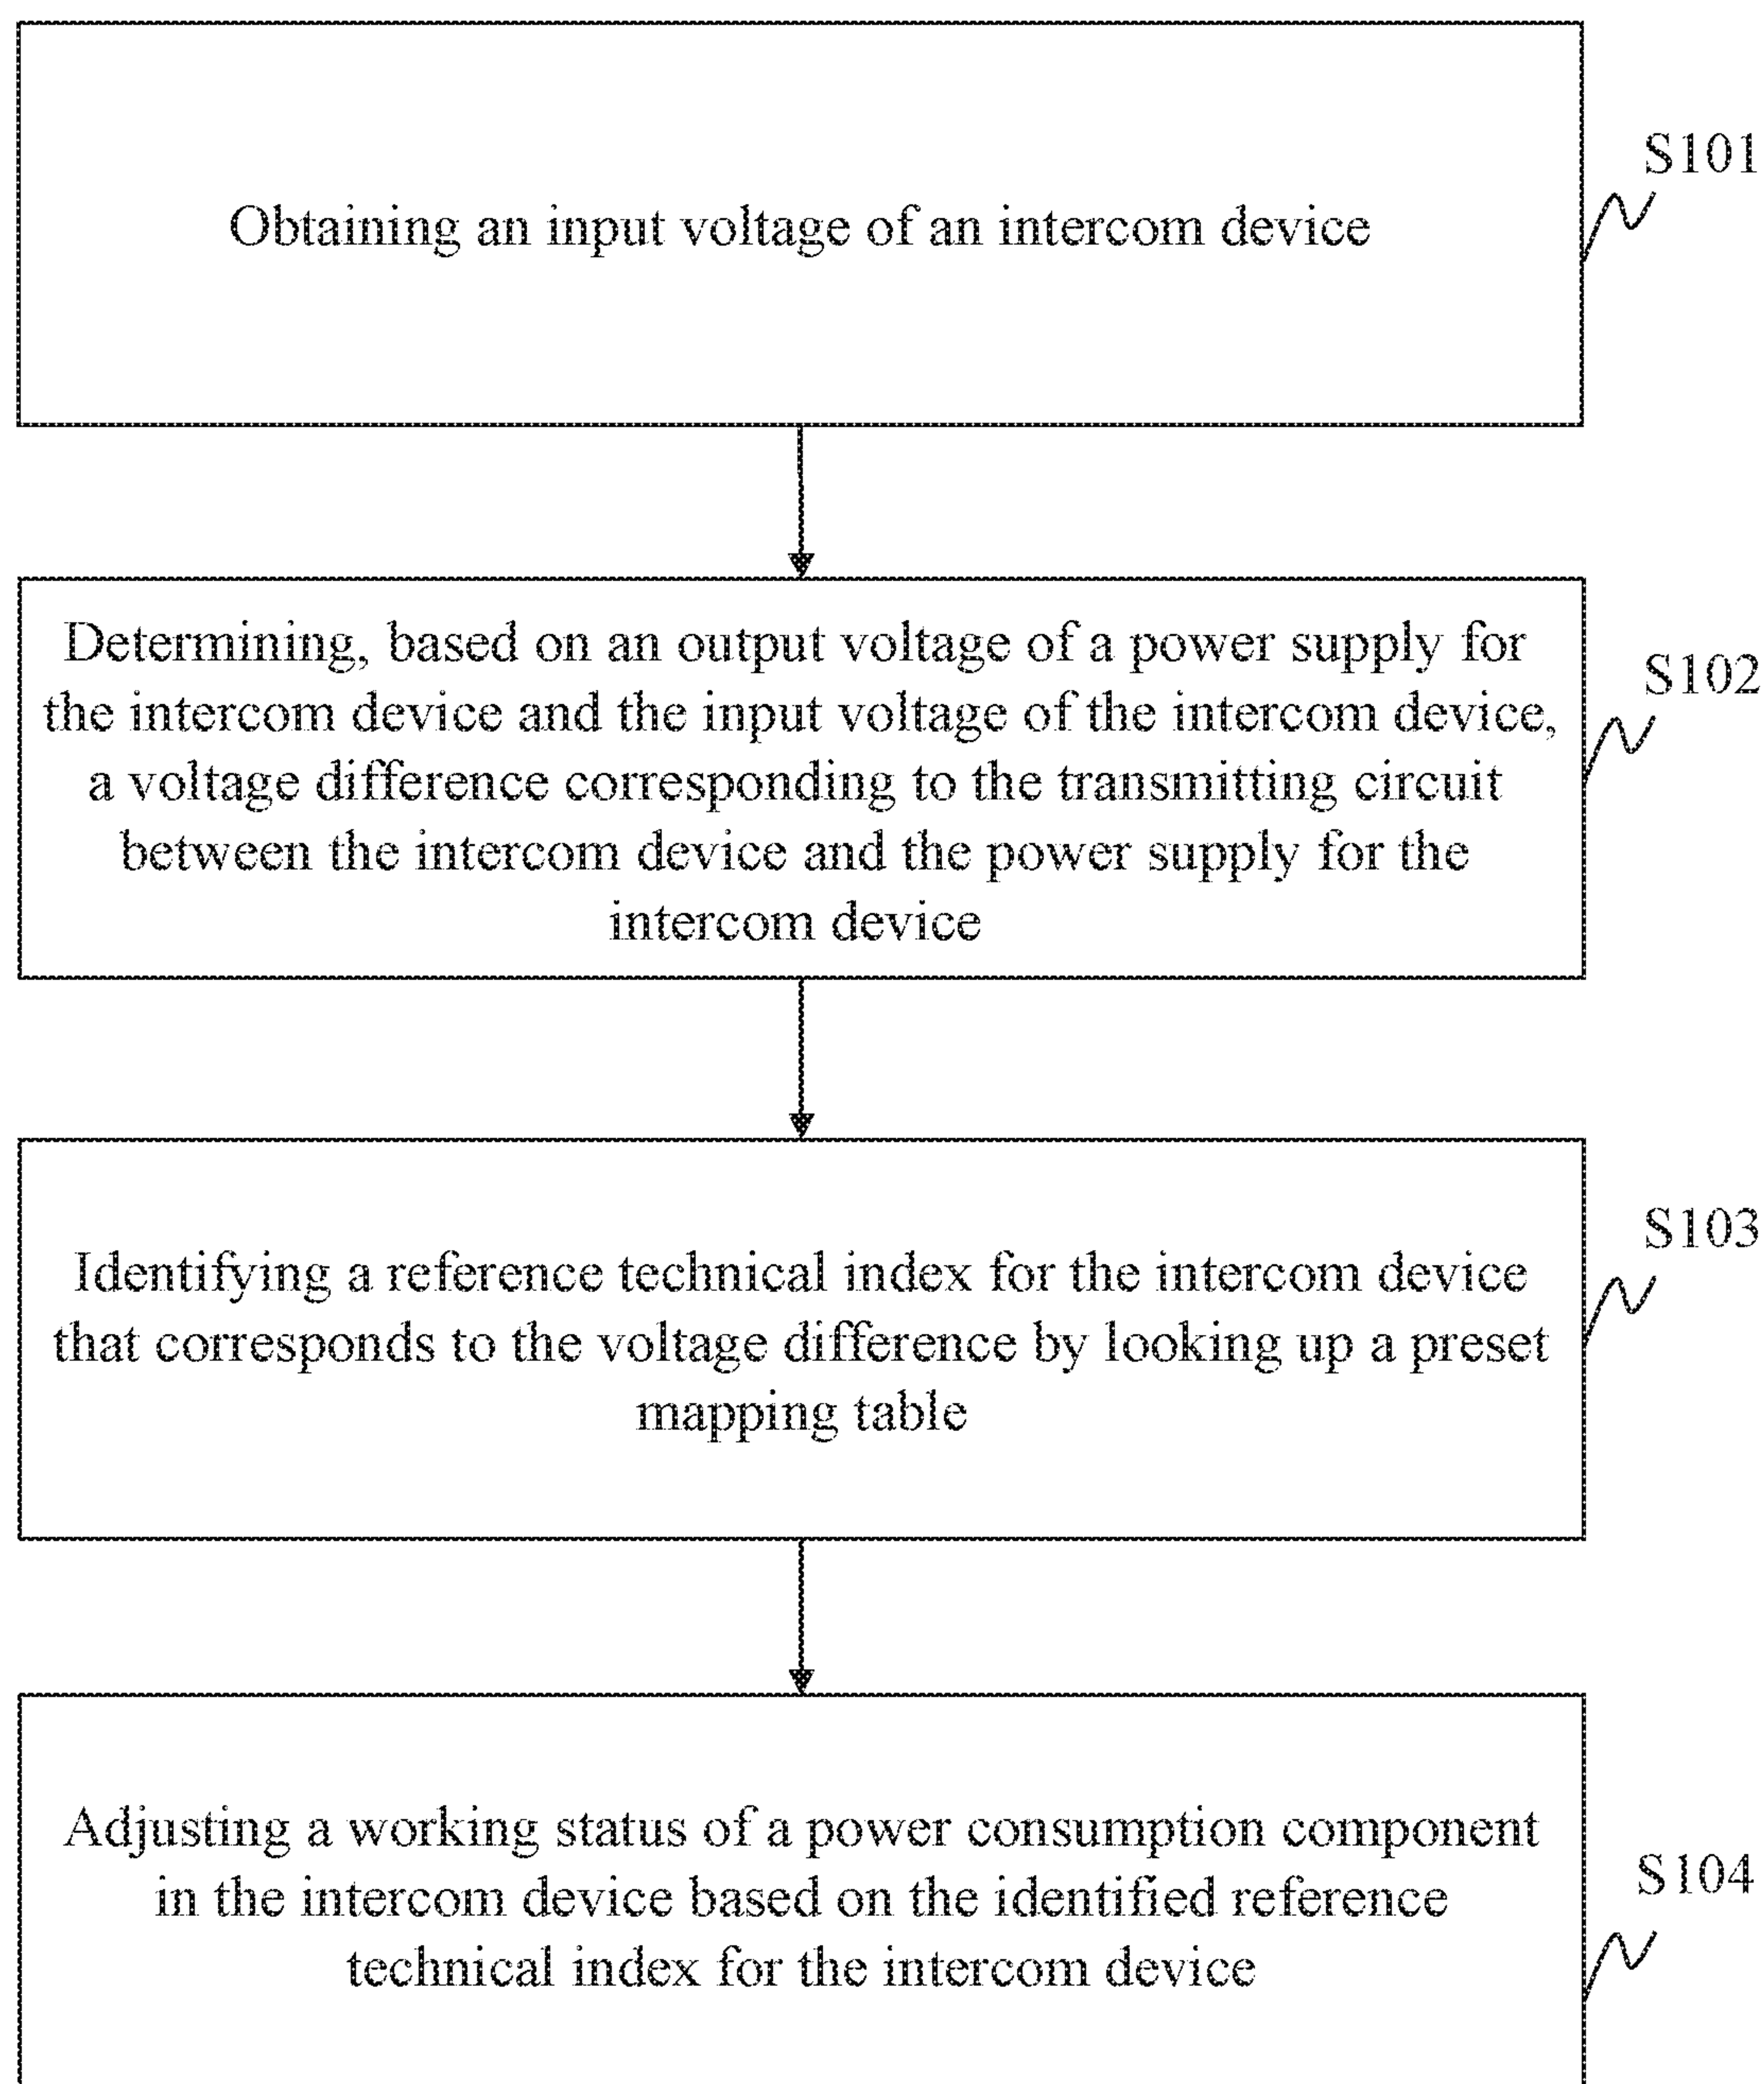 Obtaining an input voltage of an intercom device
S101
Determining, based on an output voltage of a power supply for
the intercom device and the input voltage of the intercom device,
a voltage difference corresponding to the transmitting circuit
between the intercom device and the power supply for the
intercom device
S102
Identifying a reference technical index for the intercom device
that corresponds to the voltage difference by looking up a preset
mapping table
S103
Adjusting a working status of a power consumption component
in the intercom device based on the identified reference
technical index for the intercom device
S104